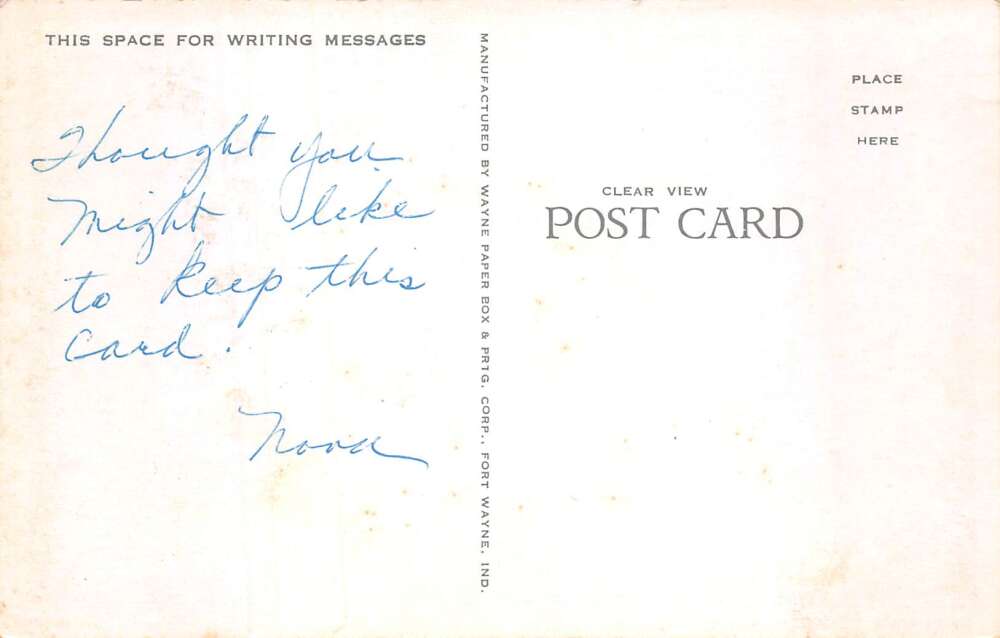 THIS SPACE FOR WRITING MESSAGES
Thought you
might like
to keep this
card.
Nora
MANUFACTURED BY WAYNE PAPER BOX & PRTG. CORP., FORT WAYNE, IND.
PLACE
STAMP
HERE
CLEAR VIEW
POST CARD